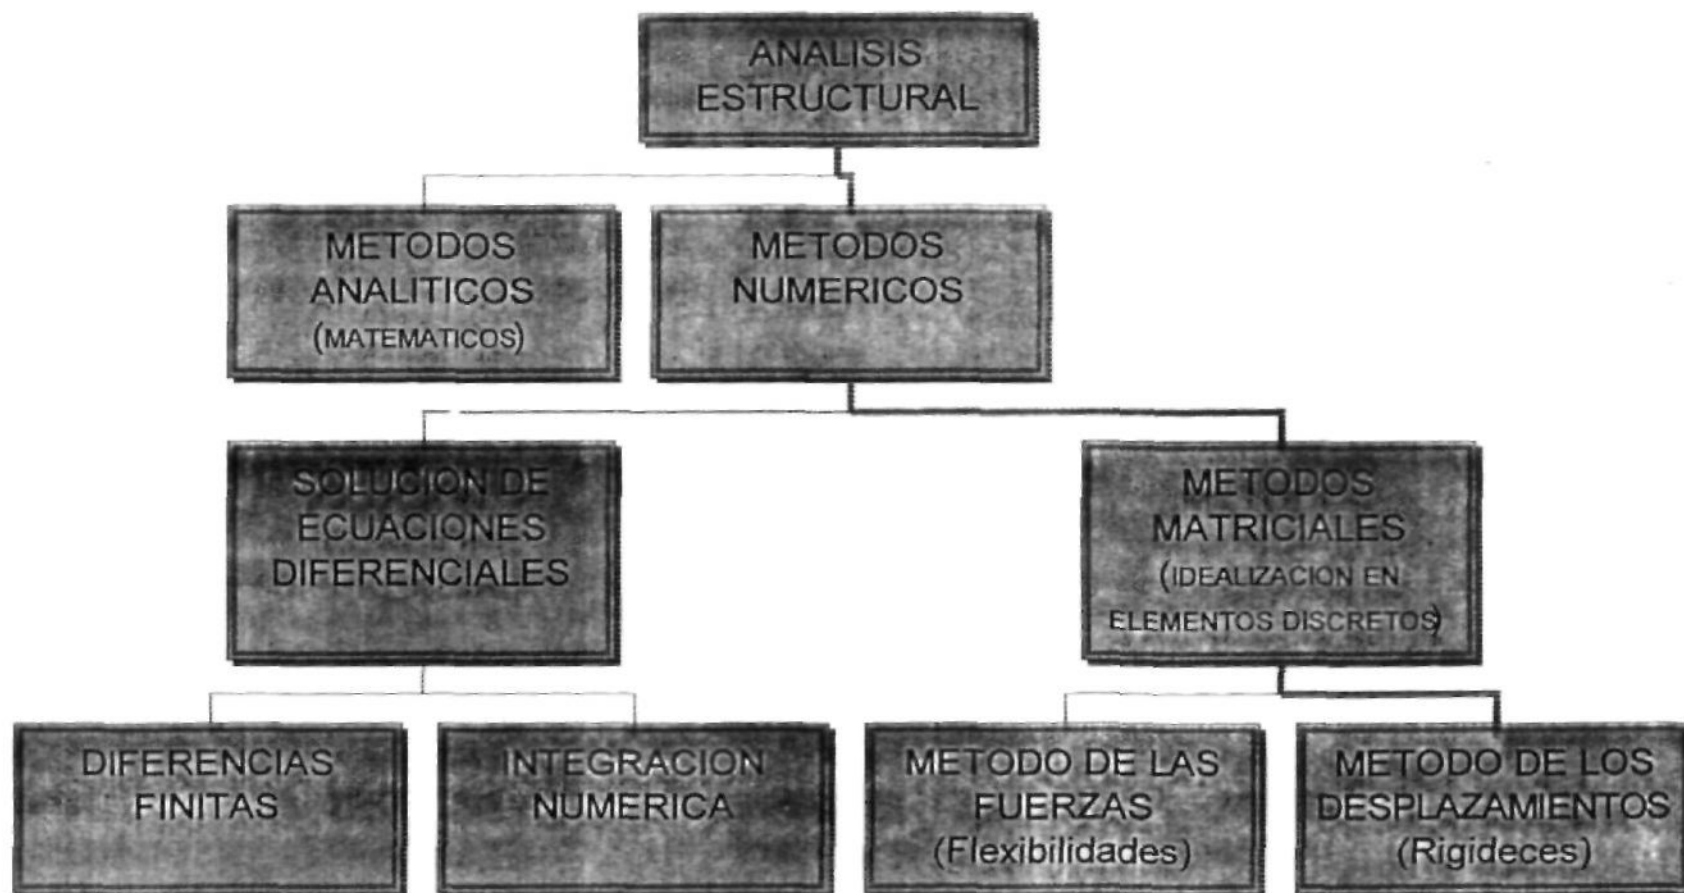 ANALISIS
ESTRUCTURAL
METODOS
ANALITICOS
(MATEMATICOS)
METODOS
NUMERICOS
SOLUCION DE
ECUACIONES
DIFERENCIALES
METODOS
MATRICIALES
(IDEALIZACION EN
ELEMENTOS DISCRETOS)
DIFERENCIAS
FINITAS
INTEGRACION
NUMERICA
METODO DE LAS
FUERZAS
(Flexibilidades)
METODO DE LOS
DESPLAZAMIENTOS
(Rigideces)